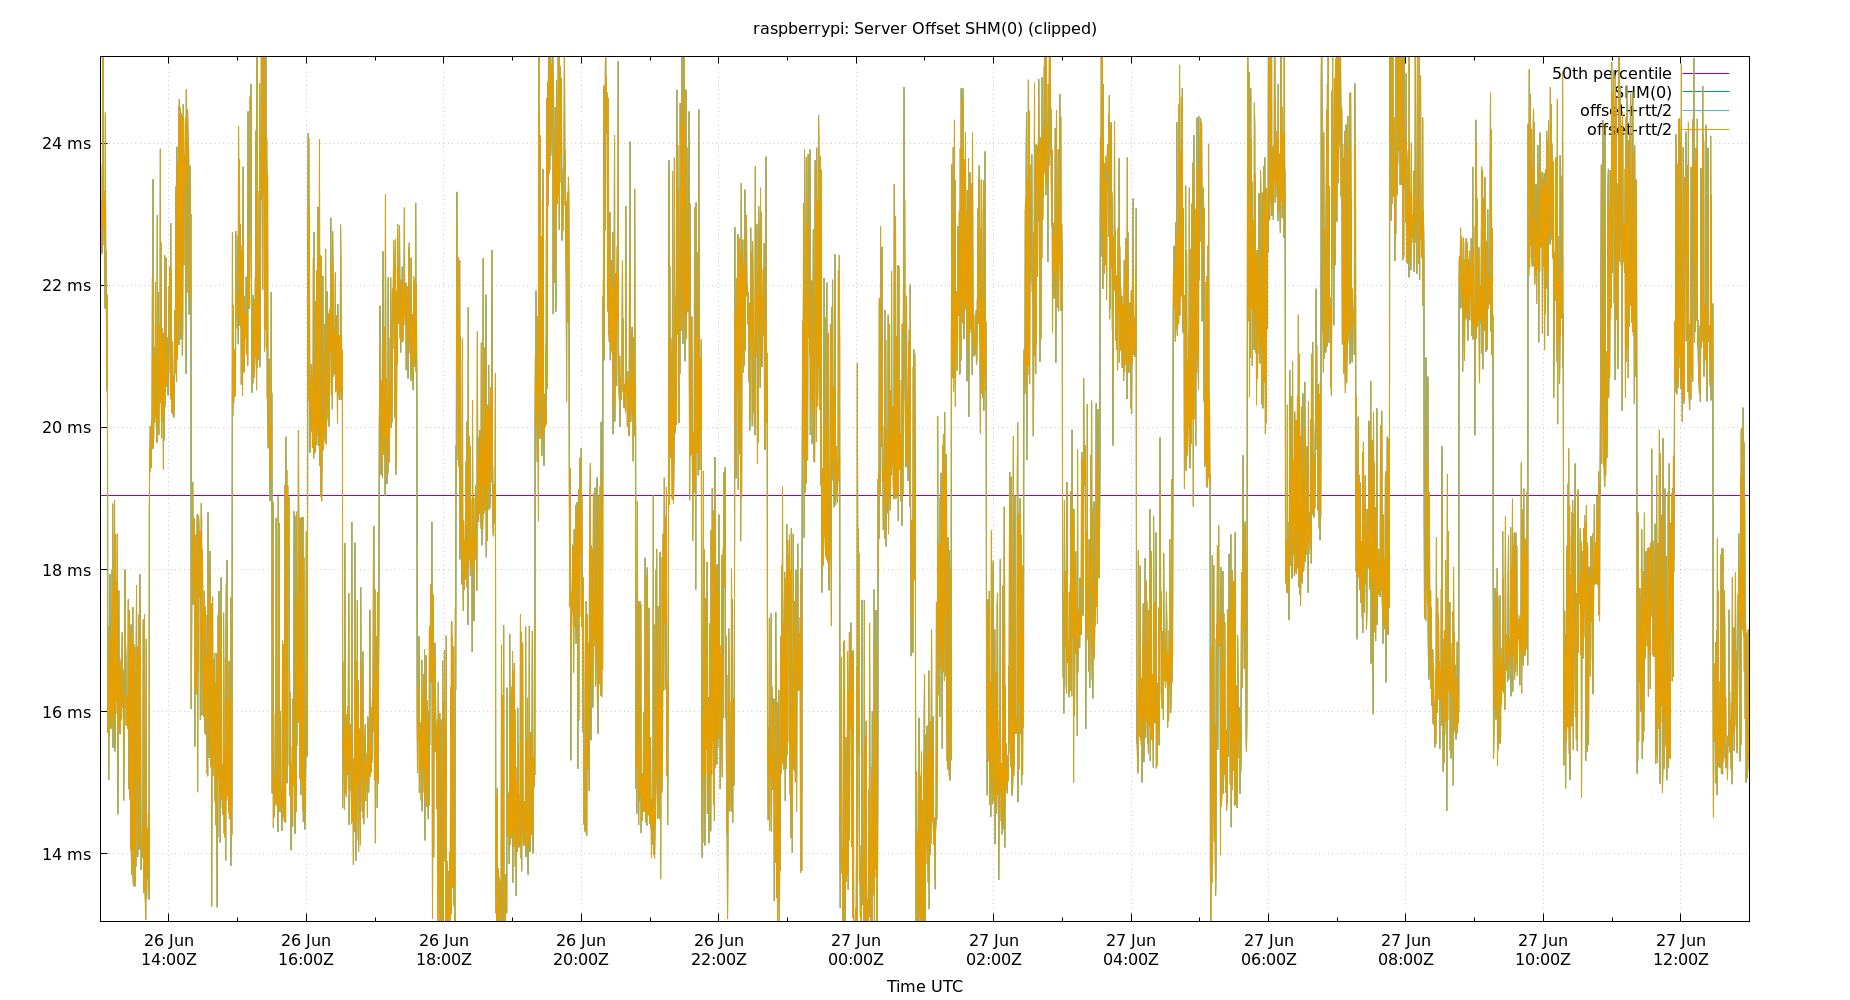 raspberrypi: Server Offset SHM(0) (clipped)
50th percentile
SHM(0)
offset+rtt/2
offset-rtt/2
24 ms
22 ms
20 ms
18 ms
16 ms
14 ms
26 Jun 26 Jun 26 Jun 26 Jun 26 Jun 27 Jun 27 Jun 27 Jun 27 Jun 27 Jun 27 Jun 27 Jun
14:00Z 16:00Z 18:00Z 20:00Z 22:00Z 00:00Z 02:00Z 04:00Z 06:00Z 08:00Z 10:00Z 12:00Z
Time UTC